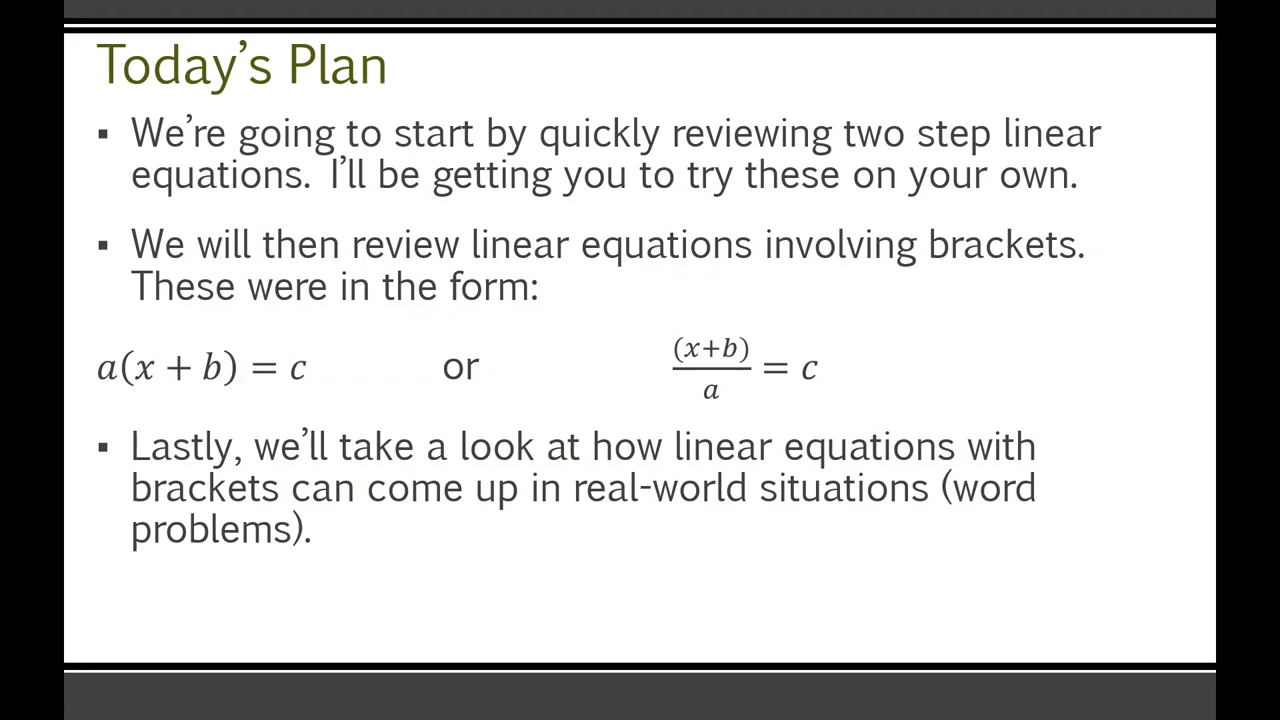 Today’s Plan
▪ We’re going to start by quickly reviewing two step linear
equations.  I’ll be getting you to try these on your own.
▪ We will then review linear equations involving brackets.
These were in the form:
a(x + b) = c or (x+b)/a = c
▪ Lastly, we’ll take a look at how linear equations with
brackets can come up in real-world situations (word
problems).